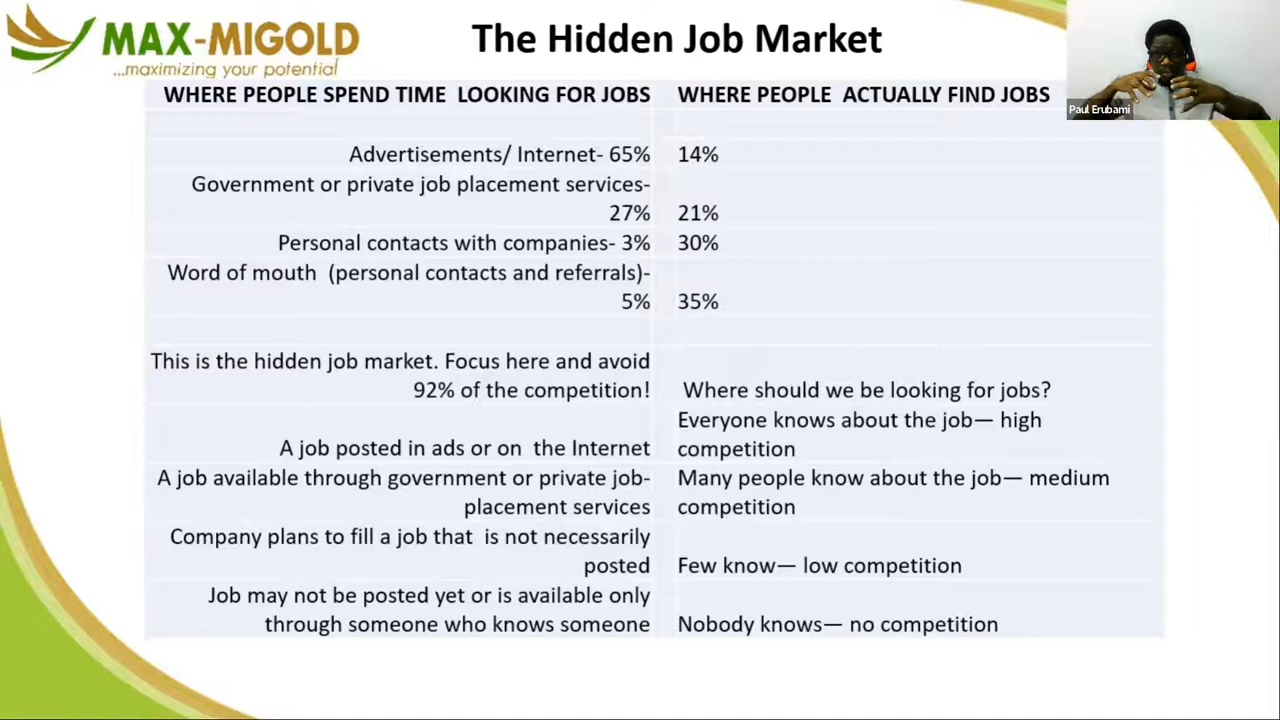 MAX-MIGOLD
...maximizing your potential
The Hidden Job Market
Paul Erubami
WHERE PEOPLE SPEND TIME LOOKING FOR JOBS WHERE PEOPLE ACTUALLY FIND JOBS
Advertisements/ Internet- 65% 14%
Government or private job placement services-
27% 21%
Personal contacts with companies- 3% 30%
Word of mouth (personal contacts and referrals)-
5% 35%
This is the hidden job market. Focus here and avoid
92% of the competition! Where should we be looking for jobs?
Everyone knows about the job— high
A job posted in ads or on the Internet competition
A job available through government or private job- Many people know about the job— medium
placement services competition
Company plans to fill a job that is not necessarily
posted Few know— low competition
Job may not be posted yet or is available only
through someone who knows someone Nobody knows— no competition